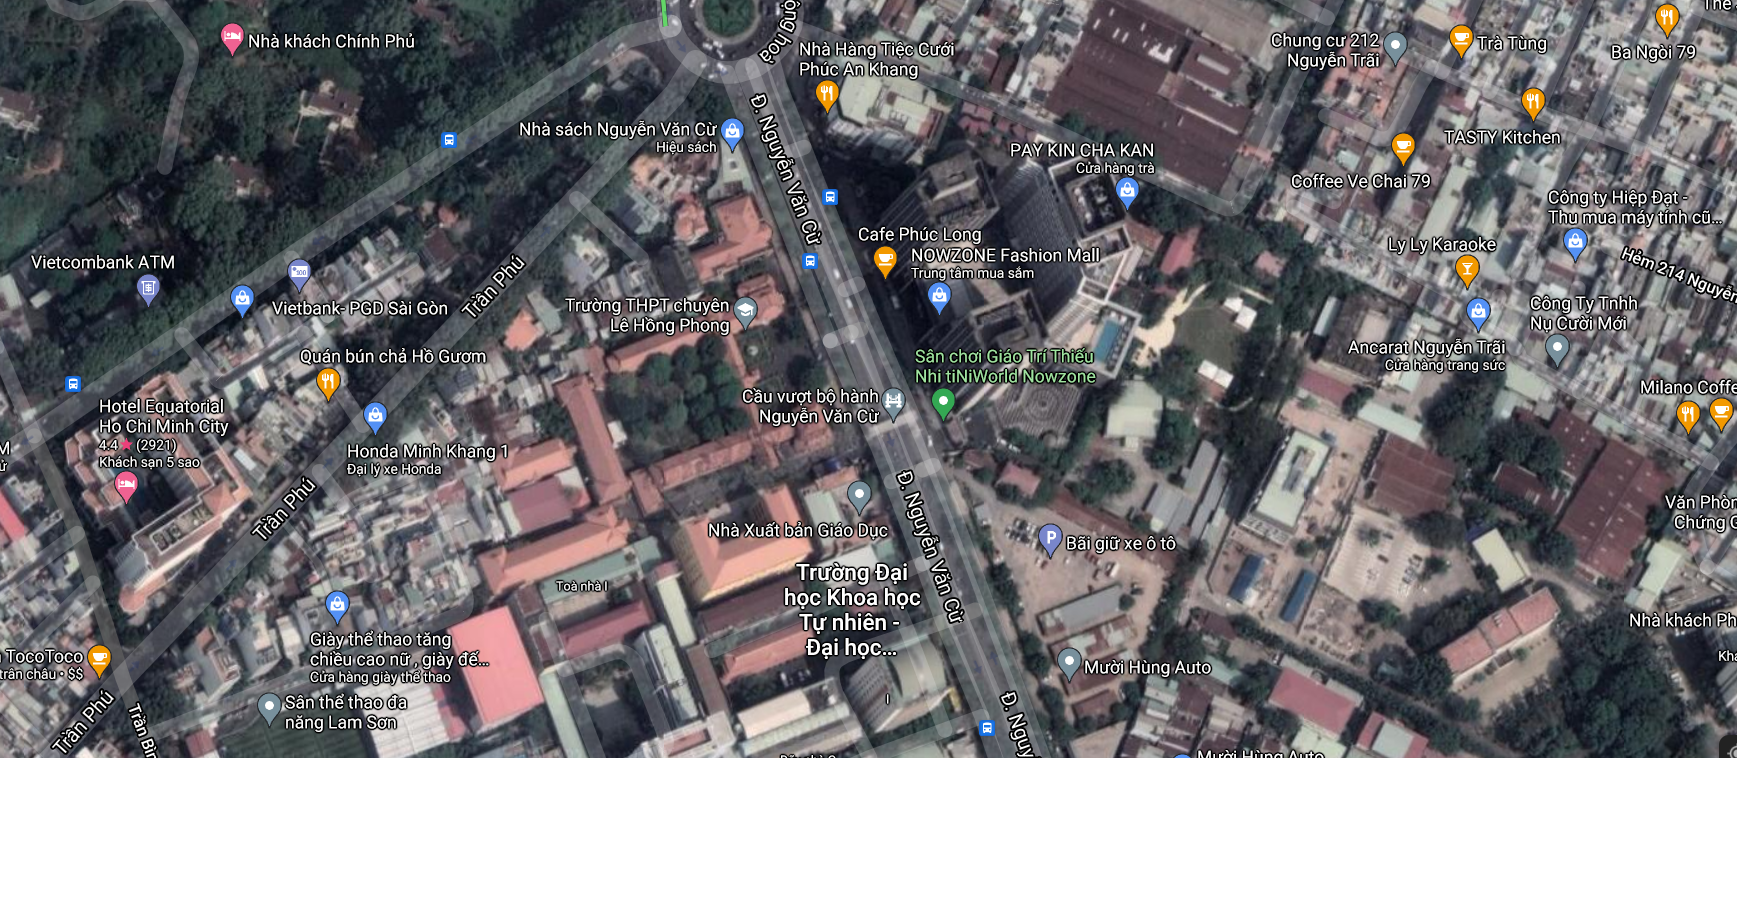 Nhà khách Chính Phủ
Nhà Hàng Tiệc Cưới
Phúc An Khang
Chung cư 212
Nguyễn Trãi
Trà Tùng
Ba Ngòi 79
Nhà sách Nguyễn Văn Cừ
Hiệu sách
Đ. Nguyễn Văn Cừ
PAY KIN CHA KAN
Cửa hàng trà
TASTY Kitchen
Coffee Ve Chai 79
Công ty Hiệp Đạt -
Thu mua máy tính cũ...
Cafe Phúc Long
NOWZONE Fashion Mall
Trung tâm mua sắm
Ly Ly Karaoke
Hẻm 214 Nguyễn
Vietcombank ATM
Vietbank- PGD Sài Gòn
Trần Phú
Trường THPT chuyên
Lê Hồng Phong
Công Ty Tnhh
Nụ Cười Mới
Ancarat Nguyễn Trãi
Cửa hàng trang sức
Quán bún chả Hồ Gươm
Sân chơi Giáo Trí Thiếu
Nhi tiNiWorld Nowzone
Milano Coffe
Cầu vượt bộ hành
Nguyễn Văn Cừ
Hotel Equatorial
Ho Chi Minh City
4.4★ (2921)
Khách sạn 5 sao
Honda Minh Khang 1
Đại lý xe Honda
Trần Phú
Đ. Nguyễn Văn Cừ
Văn Phòn
Chứng
Nhà Xuất bản Giáo Dục
P
Bãi giữ xe ô tô
Toà nhà I
Trường Đại
học Khoa học
Tự nhiên -
Đại học...
Giày thể thao tăng
chiều cao nữ , giày đế...
Cửa hàng giày thể thao
Nhà khách Ph
TocoToco
trân châu • $$
Mười Hùng Auto
I
Sân thể thao đa
năng Lam Sơn
Trần Phú
Trần Bìn
Đ. Nguy
Mười Hùng Auto